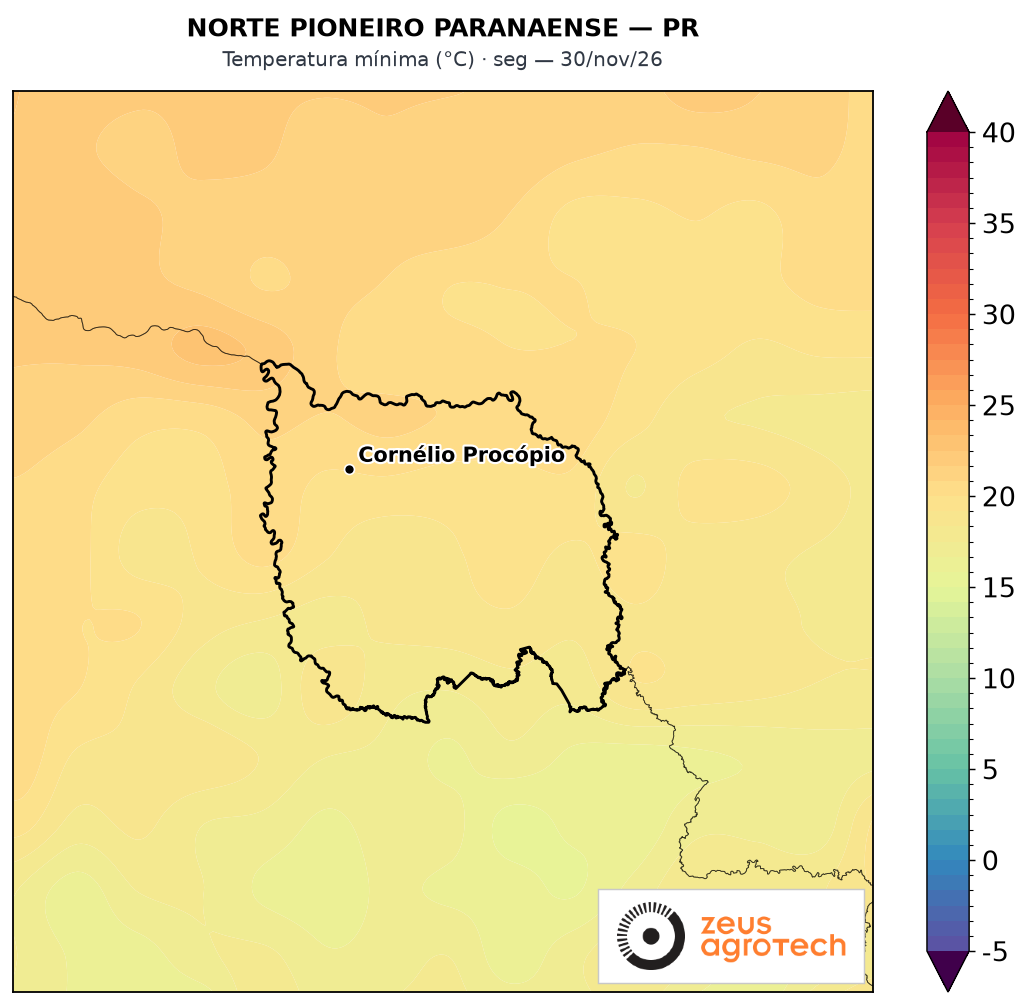 NORTE PIONEIRO PARANAENSE — PR
Temperatura mínima (°C) · seg — 30/nov/26
Cornélio Procópio
40
35
30
25
20
15
10
5
0
-5
zeus
agrotech